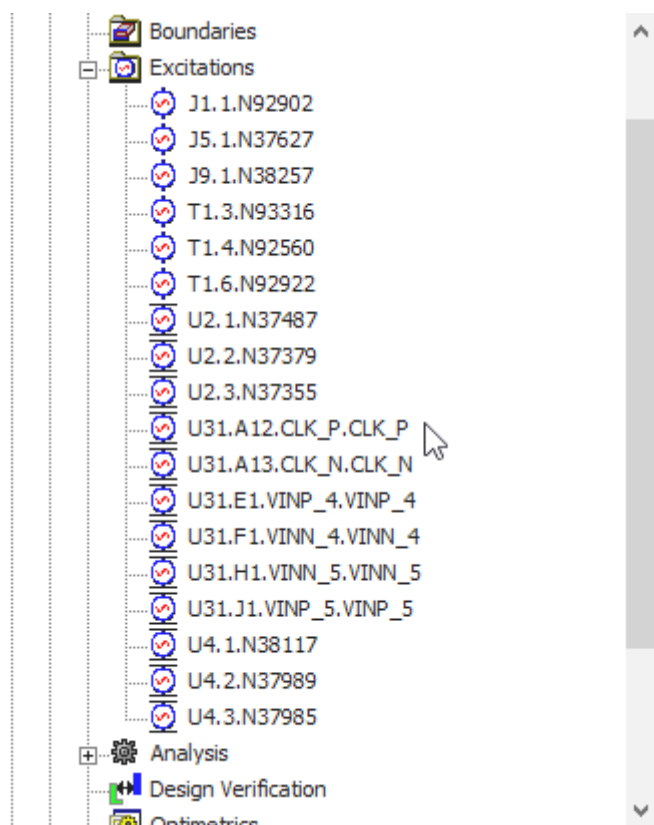 Boundaries
Excitations
J1.1.N92902
J5.1.N37627
J9.1.N38257
T1.3.N93316
T1.4.N92560
T1.6.N92922
U2.1.N37487
U2.2.N37379
U2.3.N37355
U31.A12.CLK_P.CLK_P
U31.A13.CLK_N.CLK_N
U31.E1.VINP_4.VINP_4
U31.F1.VINN_4.VINN_4
U31.H1.VINN_5.VINN_5
U31.J1.VINP_5.VINP_5
U4.1.N38117
U4.2.N37989
U4.3.N37985
Analysis
Design Verification
Optimetrics